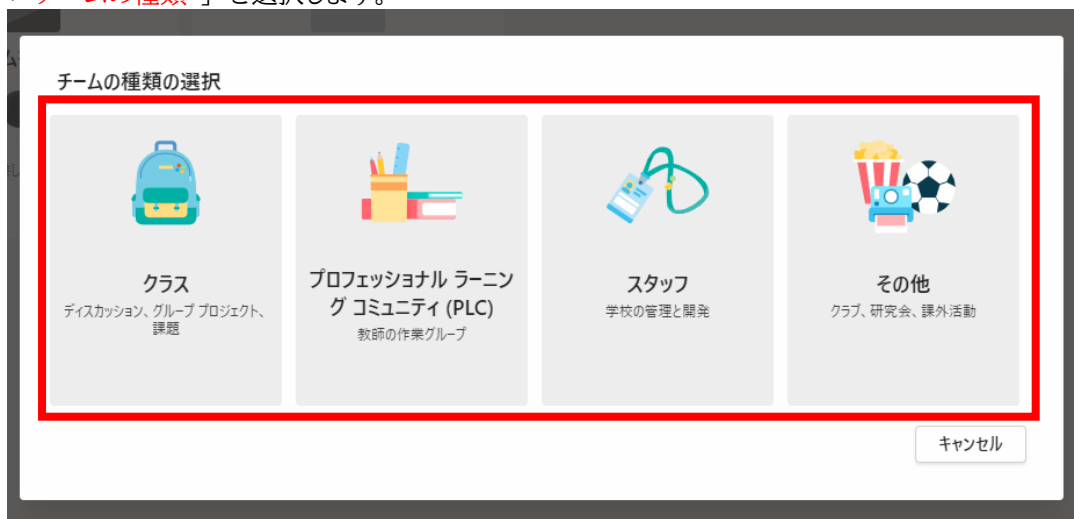 チームの種類の選択
クラス
ディスカッション、グループ プロジェクト、
課題
プロフェッショナル ラーニン
グ コミュニティ (PLC)
教師の作業グループ
スタッフ
学校の管理と開発
その他
クラブ、研究会、課外活動
キャンセル